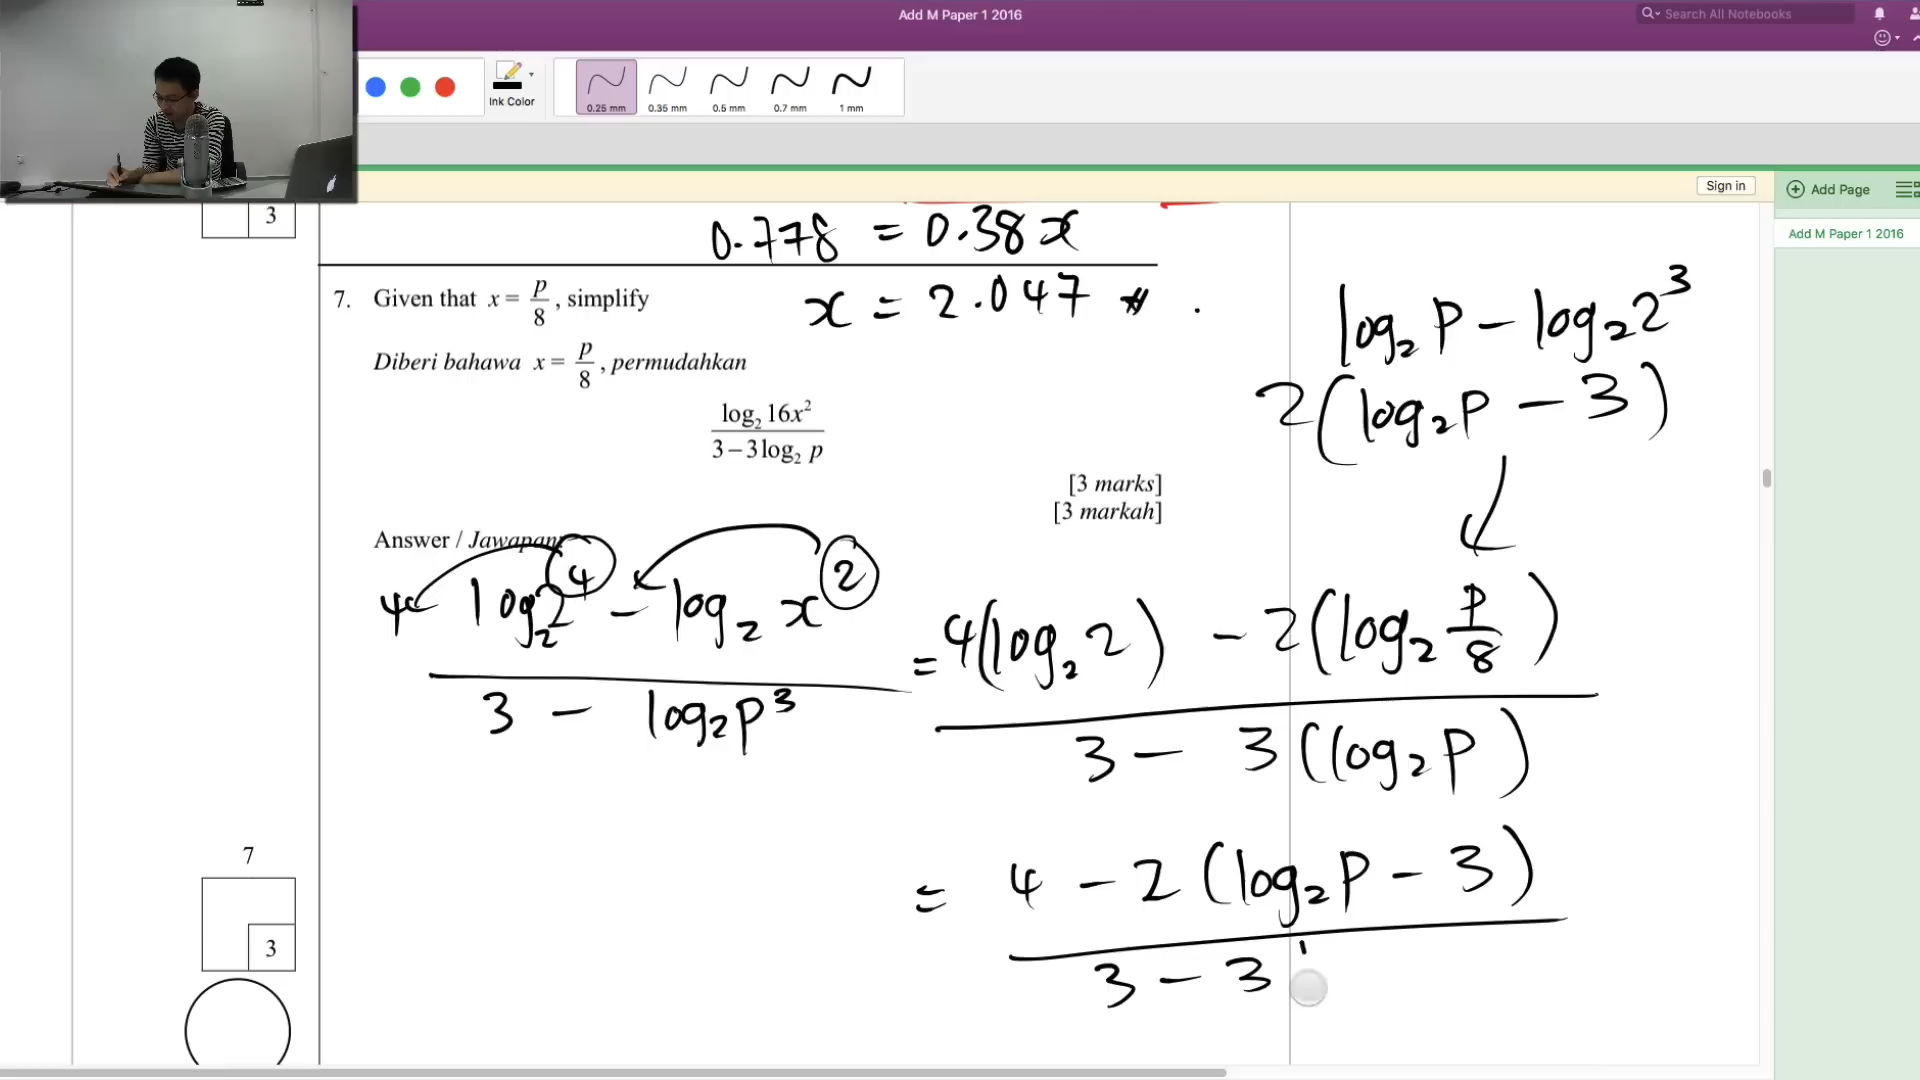 Add M Paper 1 2016
Search All Notebooks
Ink Color
0.25 mm
0.35 mm
0.5 mm
0.7 mm
1 mm
Sign in
Add Page
Add M Paper 1 2016
3
0.778 = 0.38x
x = 2.047 #
7. Given that x = p/8, simplify
Diberi bahawa x = p/8, permudahkan
log₂ 16x²
3 – 3 log₂ p
[3 marks]
[3 markah]
Answer / Jawapan:
4 log₂ 2⁴ – log₂ x²
3 – log₂ p³
log₂ p – log₂ 2³
2(log₂ p – 3)
= 4(log₂ 2) – 2(log₂ p/8)
3 – 3(log₂ p)
= 4 – 2(log₂ p – 3)
3 – 3
7
3